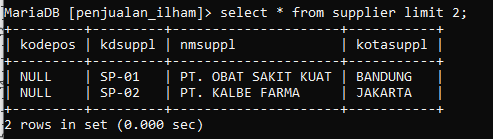 MariaDB [penjualan_ilham]> select * from supplier limit 2;
+---------+---------+---------------------+-----------+
| kodepos | kdsuppl | nmsuppl             | kotasuppl |
+---------+---------+---------------------+-----------+
| NULL    | SP-01   | PT. OBAT SAKIT KUAT | BANDUNG   |
| NULL    | SP-02   | PT. KALBE FARMA     | JAKARTA   |
+---------+---------+---------------------+-----------+
2 rows in set (0.000 sec)